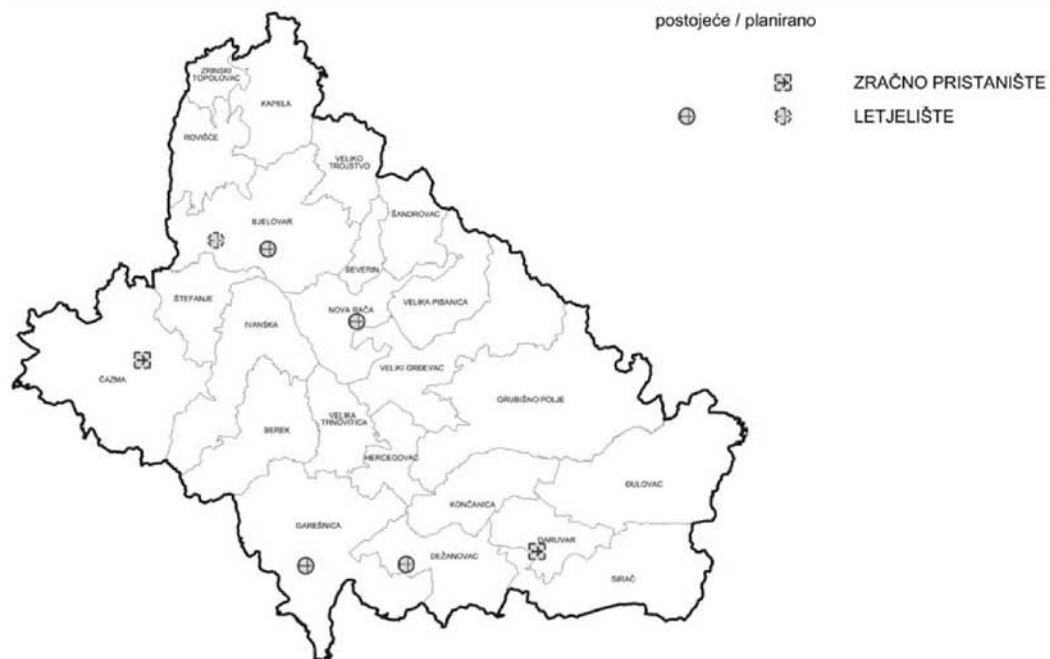 postojeće / planirano
ZRAČNO PRISTANIŠTE
LETJELIŠTE
ZRINSKI
TOPOLOVAC
KAPELA
ROVIŠĆE
VELIKO
TROJSTVO
ŠANDROVAC
BJELOVAR
SEVERIN
ŠTEFANJE
NOVA RAČA
VELIKA PISANICA
IVANSKA
VELIKI GRĐEVAC
ČAZMA
GRUBIŠNO POLJE
VELIKA
TRNOVITICA
BEREK
HERCEGOVAC
ĐULOVAC
KONČANICA
GAREŠNICA
DARUVAR
DEŽANOVAC
SIRAČ